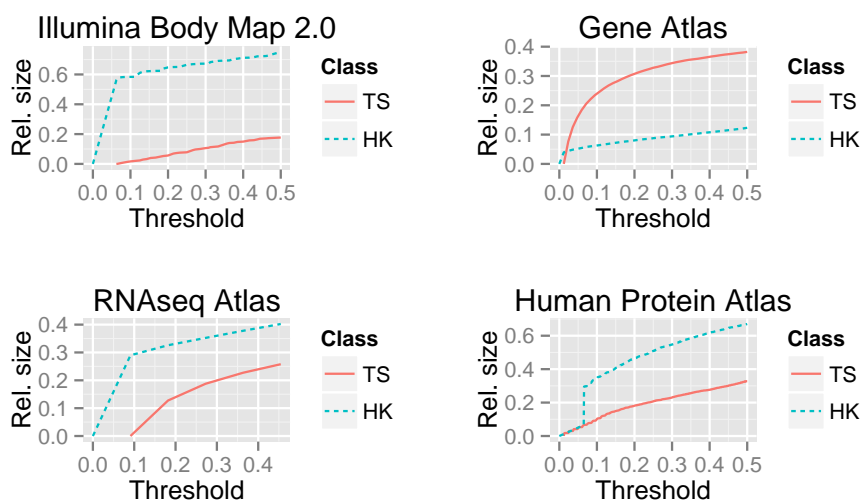 Illumina Body Map 2.0
Rel. size
0.6
0.4
0.2
0.0
0.0 0.1 0.2 0.3 0.4 0.5
Threshold
Class
TS
HK
Gene Atlas
Rel. size
0.4
0.3
0.2
0.1
0.0
0.0 0.1 0.2 0.3 0.4 0.5
Threshold
Class
TS
HK
RNAseq Atlas
Rel. size
0.4
0.3
0.2
0.1
0.0
0.0 0.1 0.2 0.3 0.4
Threshold
Class
TS
HK
Human Protein Atlas
Rel. size
0.6
0.4
0.2
0.0
0.0 0.1 0.2 0.3 0.4 0.5
Threshold
Class
TS
HK